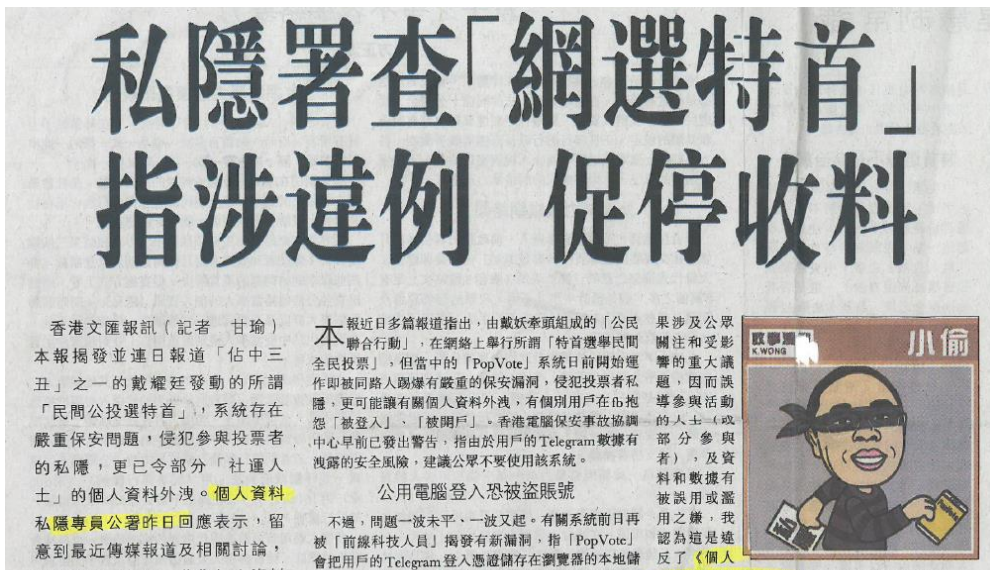 私隱署查「網選特首」
指涉違例 促停收料
香港文匯報訊（記者 甘瑜）
本報揭發並連日報道「佔中三
丑」之一的戴耀廷發動的所謂
「民間公投選特首」，系統存在
嚴重保安問題，侵犯參與投票者
的私隱，更已令部分「社運人
士」的個人資料外洩。個人資料
私隱專員公署昨日回應表示，留
意到最近傳媒報道及相關討論，
本報近日多篇報道指出，由戴妖牽頭組成的「公民
聯合行動」，在網絡上舉行所謂「特首選舉民間
全民投票」，但當中的「PopVote」系統日前開始運
作即被同路人踢爆有嚴重的保安漏洞，侵犯投票者私
隱，更可能讓有關個人資料外洩，有個別用戶在fb抱
怨「被登入」、「被開戶」。香港電腦保安事故協調
中心早前已發出警告，指由於用戶的Telegram數據有
洩露的安全風險，建議公眾不要使用該系統。
公用電腦登入恐被盜賬號
不過，問題一波未平、一波又起。有關系統前日再
被「前線科技人員」揭發有新漏洞，指「PopVote」
會把用戶的Telegram登入憑證儲存在瀏覽器的本地儲
果涉及公眾
關注和受影
響的重大議
題，因而誤
導參與活動
的人士（或
部分參與
者），及資
料和數據有
被誤用或濫
用之嫌，我
認為這是違
反了《個人
K.WONG
小偷
私隱
PopVote